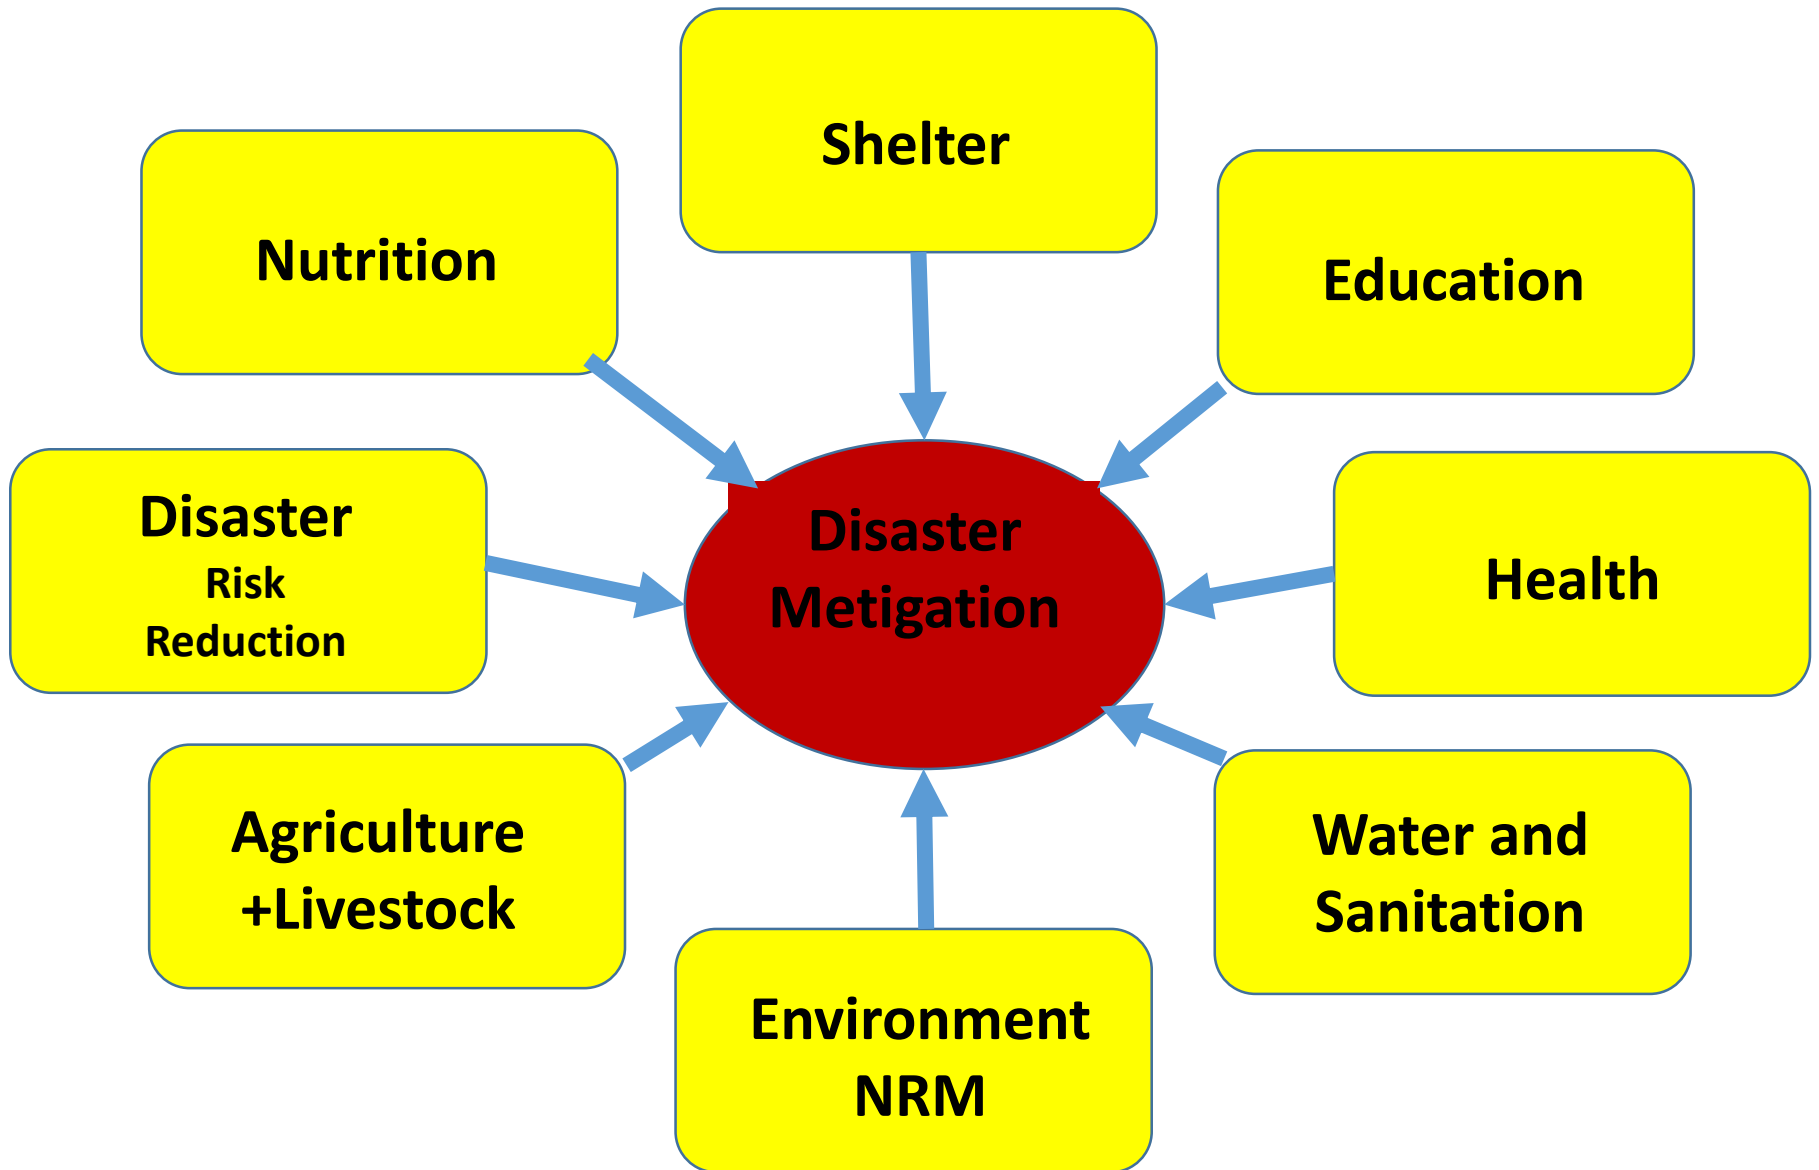 Shelter
Nutrition
Education
Disaster
Risk
Reduction
Disaster
Metigation
Health
Agriculture
+Livestock
Water and
Sanitation
Environment
NRM